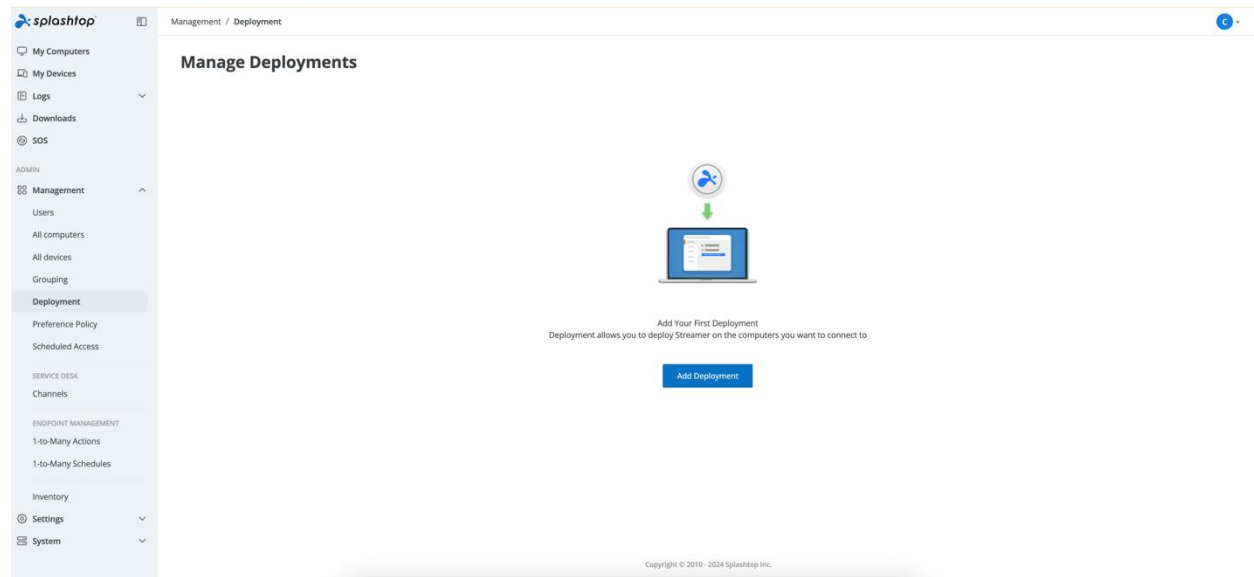 splashtop
Management / Deployment
C
My Computers
My Devices
Logs
Downloads
SOS
ADMIN
Management
Users
All computers
All devices
Grouping
Deployment
Preference Policy
Scheduled Access
SERVICE DESK
Channels
ENDPOINT MANAGEMENT
1-to-Many Actions
1-to-Many Schedules
Inventory
Settings
System
Manage Deployments
Add Your First Deployment
Deployment allows you to deploy Streamer on the computers you want to connect to
Add Deployment
Copyright © 2010 - 2024 Splashtop Inc.